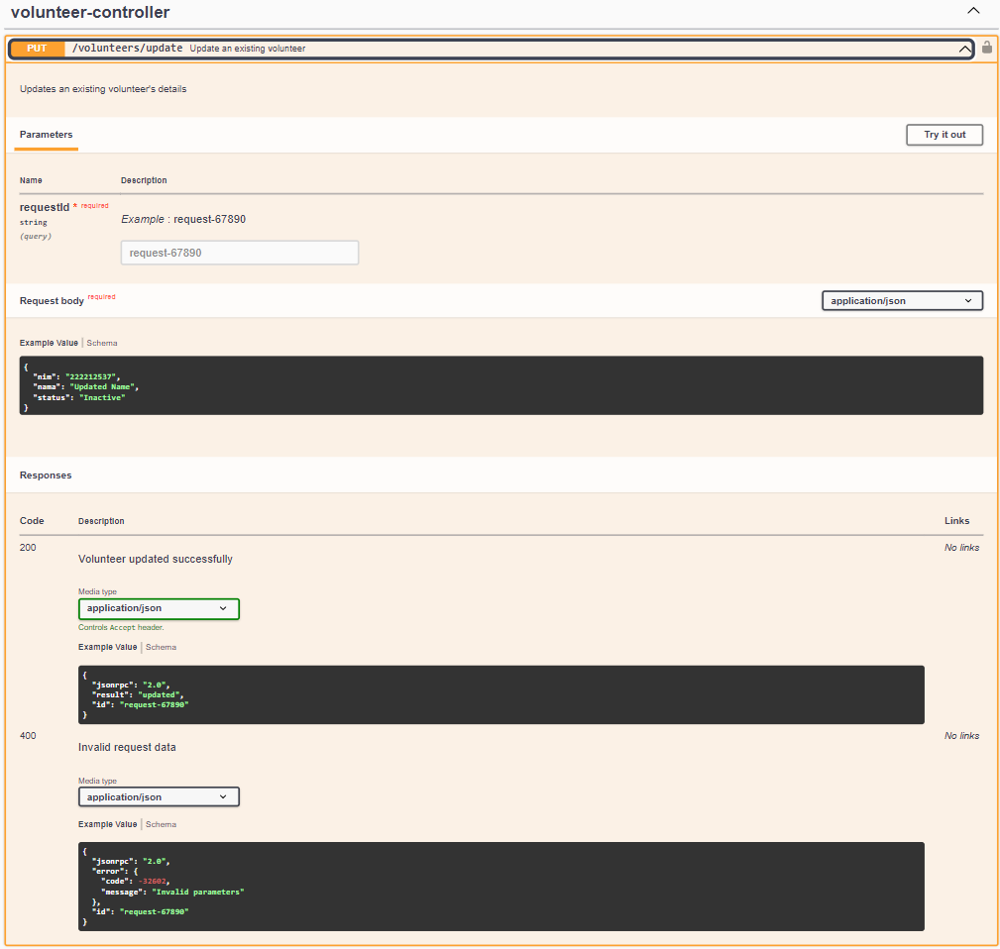 volunteer-controller
PUT /volunteers/update Update an existing volunteer
Updates an existing volunteer's details
Parameters Try it out
Name Description
requestId * required
string
(query)
Example : request-67890
request-67890
Request body required application/json
Example Value | Schema
{
  "nim": "222212537",
  "nama": "Updated Name",
  "status": "Inactive"
}
Responses
Code Description Links
200 No links
Volunteer updated successfully
Media type
application/json
Controls Accept header.
Example Value | Schema
{
  "jsonrpc": "2.0",
  "result": "updated",
  "id": "request-67890"
}
400 No links
Invalid request data
Media type
application/json
Example Value | Schema
{
  "jsonrpc": "2.0",
  "error": {
    "code": -32602,
    "message": "Invalid parameters"
  },
  "id": "request-67890"
}